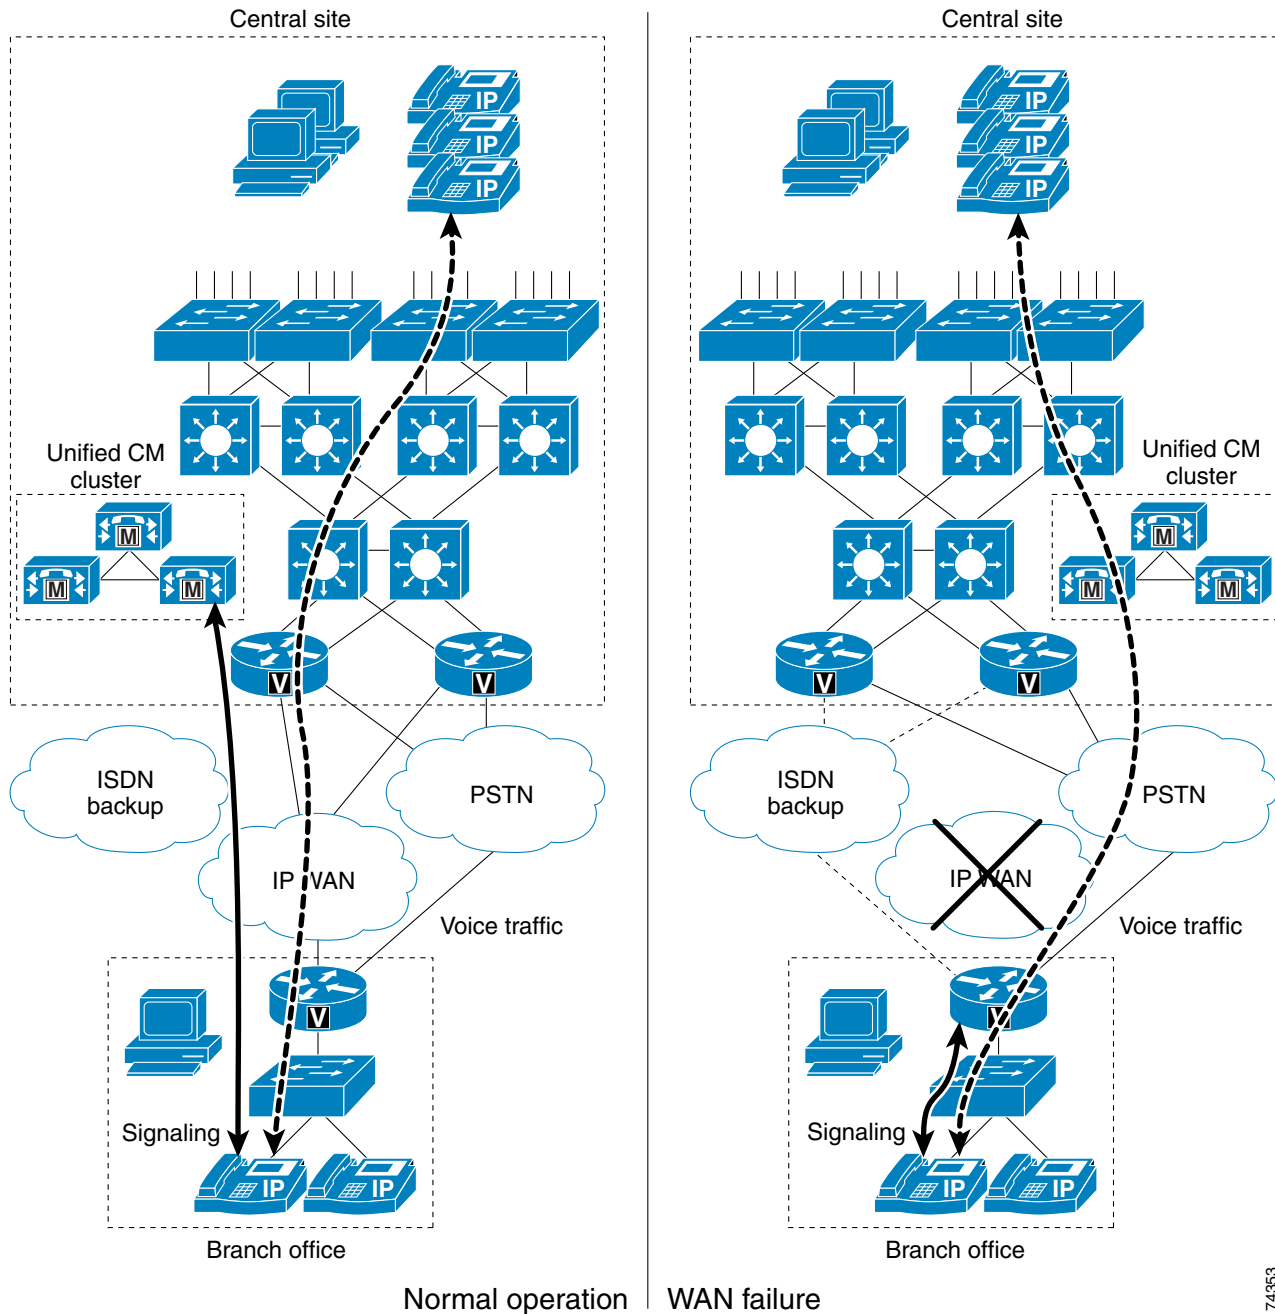 Central site
IP
IP
IP
Unified CM
cluster
M
M
M
V
V
ISDN
backup
PSTN
IP WAN
Voice traffic
V
Signaling
IP
IP
Branch office
Normal operation
Central site
IP
IP
IP
Unified CM
cluster
M
M
M
V
V
ISDN
backup
PSTN
IP WAN
Voice traffic
V
Signaling
IP
IP
Branch office
WAN failure
74353